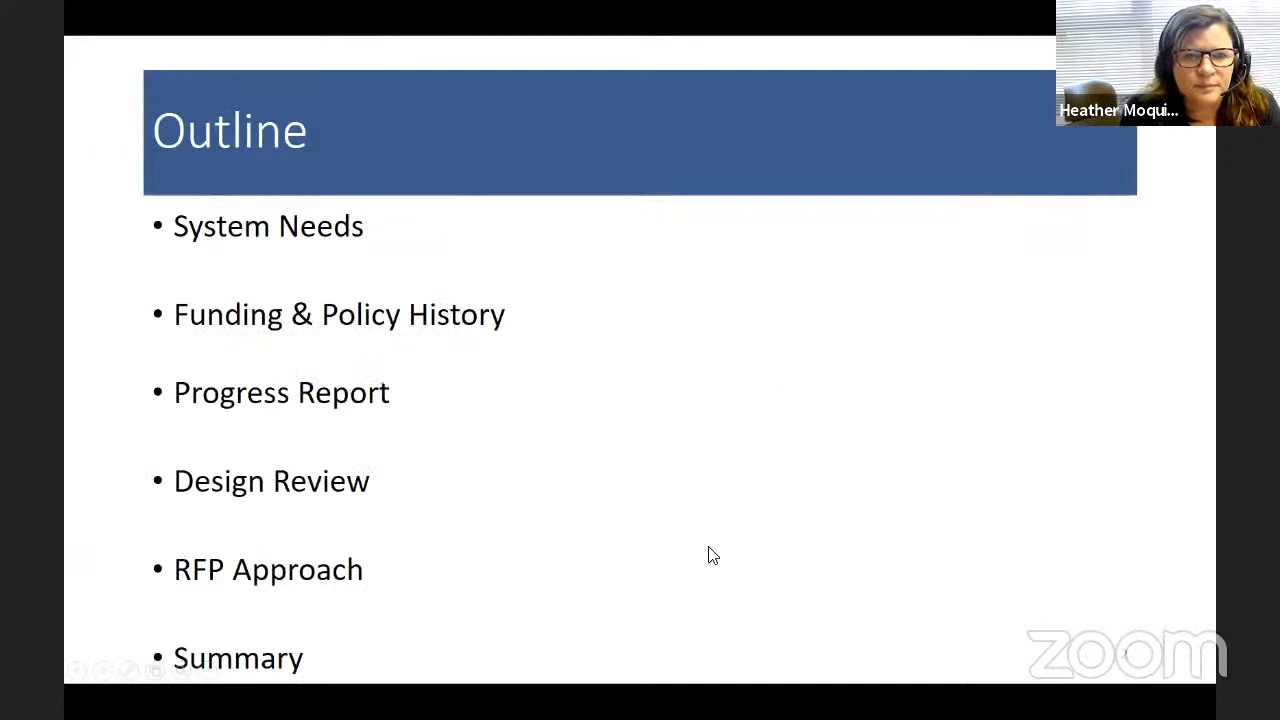 Outline
Heather Moqui...
• System Needs
• Funding & Policy History
• Progress Report
• Design Review
• RFP Approach
• Summary
zoom